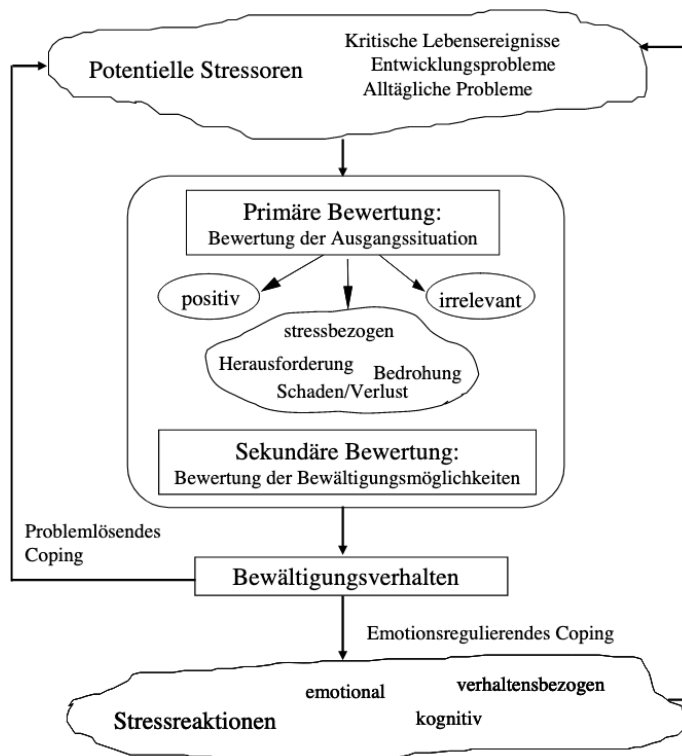 Kritische Lebensereignisse
Potentielle Stressoren
Entwicklungsprobleme
Alltägliche Probleme
Primäre Bewertung:
Bewertung der Ausgangssituation
positiv
irrelevant
stressbezogen
Herausforderung
Bedrohung
Schaden/Verlust
Sekundäre Bewertung:
Bewertung der Bewältigungsmöglichkeiten
Problemlösendes
Coping
Bewältigungsverhalten
Emotionsregulierendes Coping
emotional
verhaltensbezogen
Stressreaktionen
kognitiv